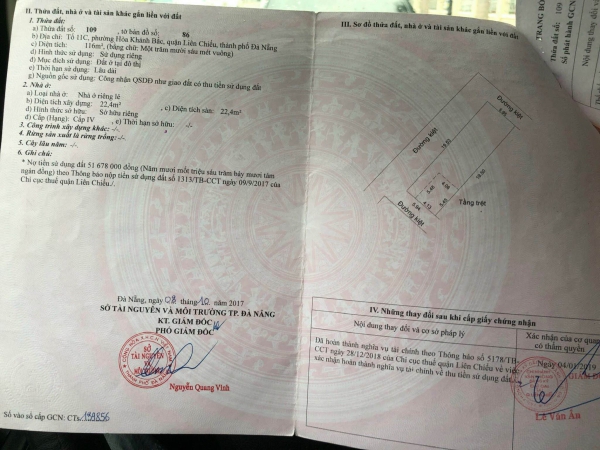 II. Thửa đất, nhà ở và tài sản khác gắn liền với đất
1. Thửa đất:
a) Thửa đất số: 109 , tờ bản đồ số: 86
b) Địa chỉ: Tổ 11C, phường Hòa Khánh Bắc, quận Liên Chiểu, thành phố Đà Nẵng
c) Diện tích: 116m², (bằng chữ: Một trăm mười sáu mét vuông)
d) Hình thức sử dụng: Sử dụng riêng
đ) Mục đích sử dụng: Đất ở tại đô thị
e) Thời hạn sử dụng: Lâu dài
g) Nguồn gốc sử dụng: Công nhận QSDĐ như giao đất có thu tiền sử dụng đất
2. Nhà ở:
a) Loại nhà ở: Nhà ở riêng lẻ
b) Diện tích xây dựng: 22,4m² , c) Diện tích sàn: 22,4m²
d) Hình thức sở hữu: Sở hữu riêng
đ) Cấp (Hạng): Cấp IV , e) Thời hạn sở hữu: -/-
3. Công trình xây dựng khác: -/-
4. Rừng sản xuất là rừng trồng: -/-
5. Cây lâu năm: -/-
6. Ghi chú:
* Nợ tiền sử dụng đất 51 678 000 đồng (Năm mươi mốt triệu sáu trăm bảy mươi tám
ngàn đồng) theo Thông báo nộp tiền sử dụng đất số 1313/TB-CCT ngày 09/9/2017 của
Chi cục thuế quận Liên Chiểu./.
Đà Nẵng, ngày 08 tháng 10 năm 2017
SỞ TÀI NGUYÊN VÀ MÔI TRƯỜNG TP. ĐÀ NẴNG
KT. GIÁM ĐỐC
PHÓ GIÁM ĐỐC
SỞ
TÀI NGUYÊN
Nguyễn Quang Vinh
Số vào sổ cấp GCN: CTs 139856
III. Sơ đồ thửa đất, nhà ở và tài sản khác gắn liền với đất
Đường kiệt
Đường kiệt
Đường kiệt
Tầng trệt
IV. Những thay đổi sau khi cấp giấy chứng nhận
Nội dung thay đổi và cơ sở pháp lý
Xác nhận của cơ quan
có thẩm quyền
Đã hoàn thành nghĩa vụ tài chính theo Thông báo số 5178/TB-
CCT ngày 28/12/2018 của Chi cục thuế quận Liên Chiểu về việc
xác nhận hoàn thành nghĩa vụ tài chính về thu tiền sử dụng đất./.
Ngày 04/01/2019
Lê Văn Ân
TRANG BỔ
Thửa đất số:
Số phát hành GCN